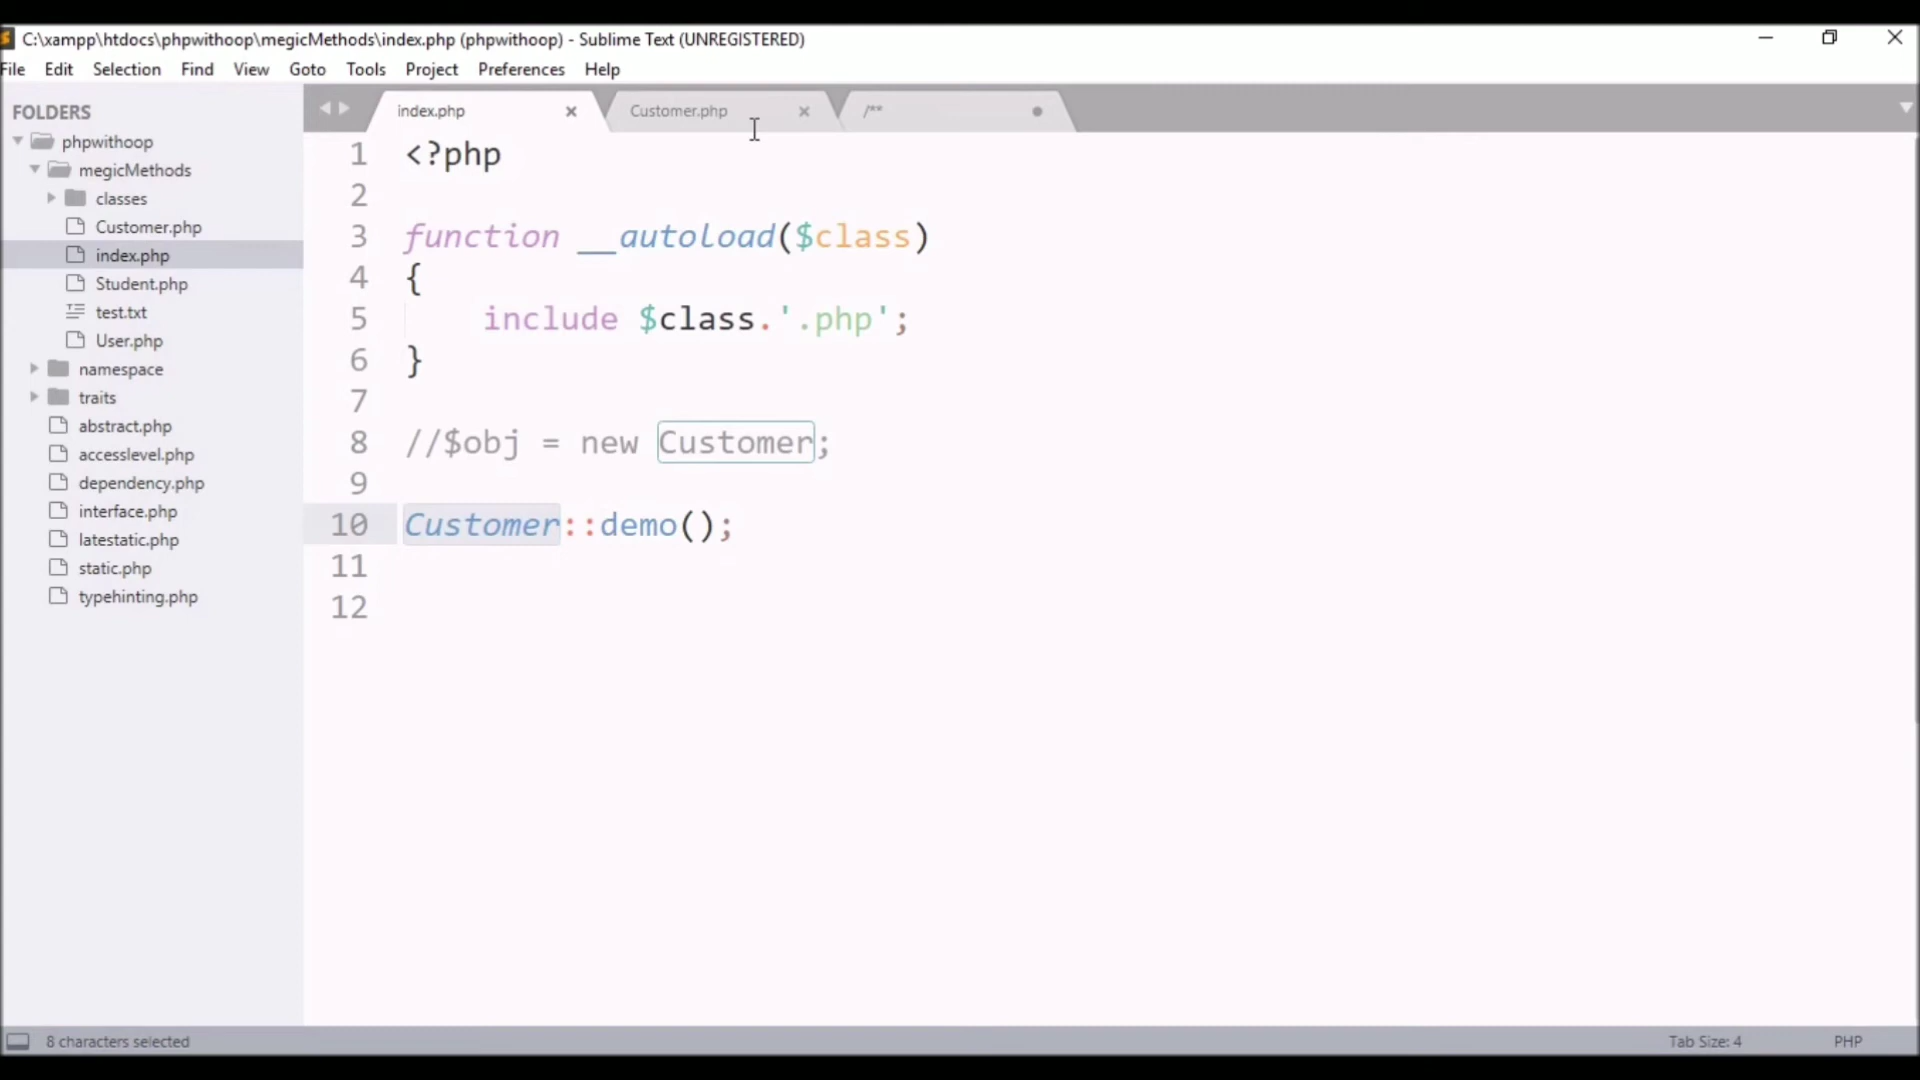 C:\xampp\htdocs\phpwithoop\megicMethods\index.php (phpwithoop) - Sublime Text (UNREGISTERED)
File Edit Selection Find View Goto Tools Project Preferences Help
FOLDERS
phpwithoop
megicMethods
classes
Customer.php
index.php
Student.php
test.txt
User.php
namespace
traits
abstract.php
accesslevel.php
dependency.php
interface.php
latestatic.php
static.php
typehinting.php
index.php Customer.php /**
1 <?php
2
3 function __autoload($class)
4 {
5 include $class.'.php';
6 }
7
8 //$obj = new Customer;
9
10 Customer::demo();
11
12
8 characters selected Tab Size: 4 PHP